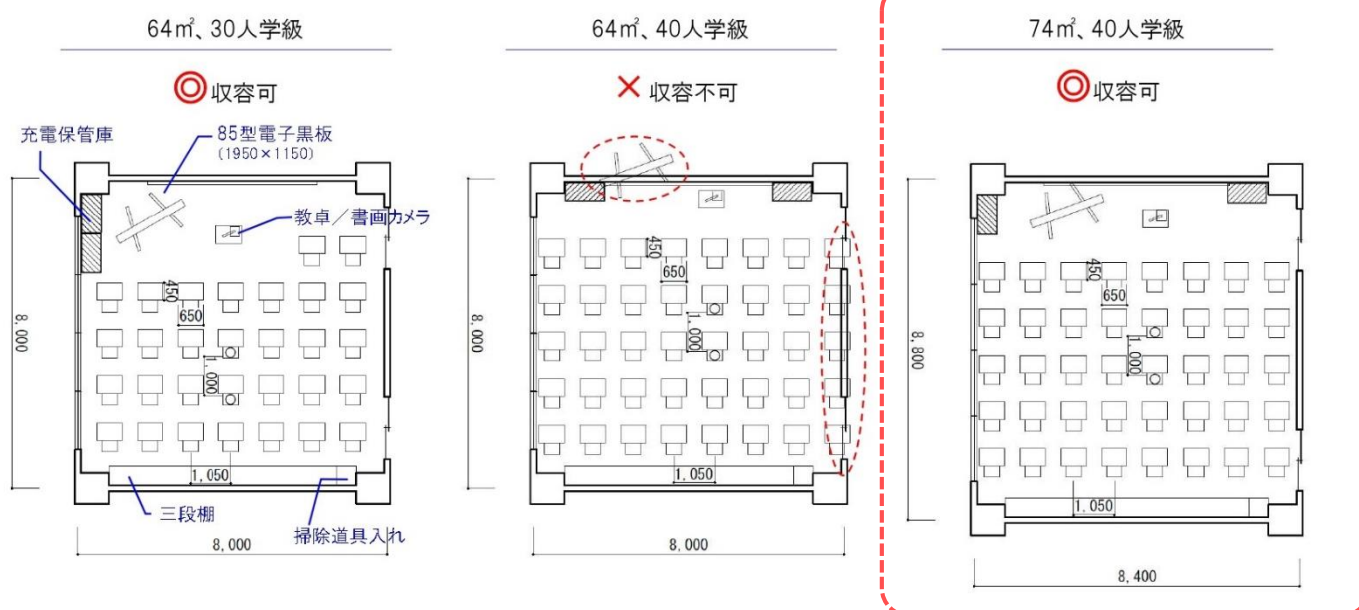 64㎡、30人学級
◎収容可
充電保管庫
85型電子黒板
(1950×1150)
教卓／書画カメラ
450
650
1,000
8,000
1,050
三段棚
掃除道具入れ
8,000
64㎡、40人学級
× 収容不可
450
650
1,000
8,000
1,050
8,000
74㎡、40人学級
◎収容可
450
650
1,000
8,800
1,050
8,400